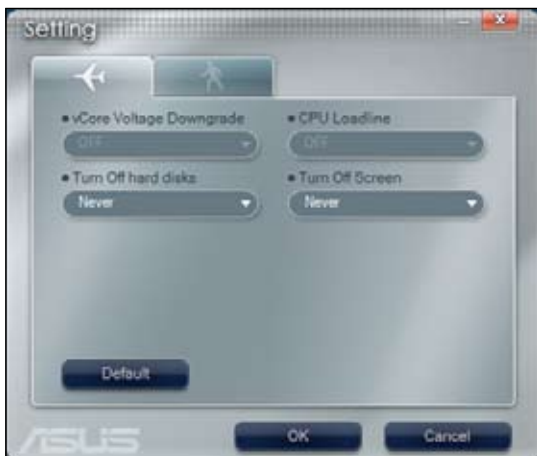 Setting
vCore Voltage Downgrade
CPU Loadline
OFF
OFF
Turn Off hard disks
Turn Off Screen
Never
Never
Default
ASUS
OK
Cancel